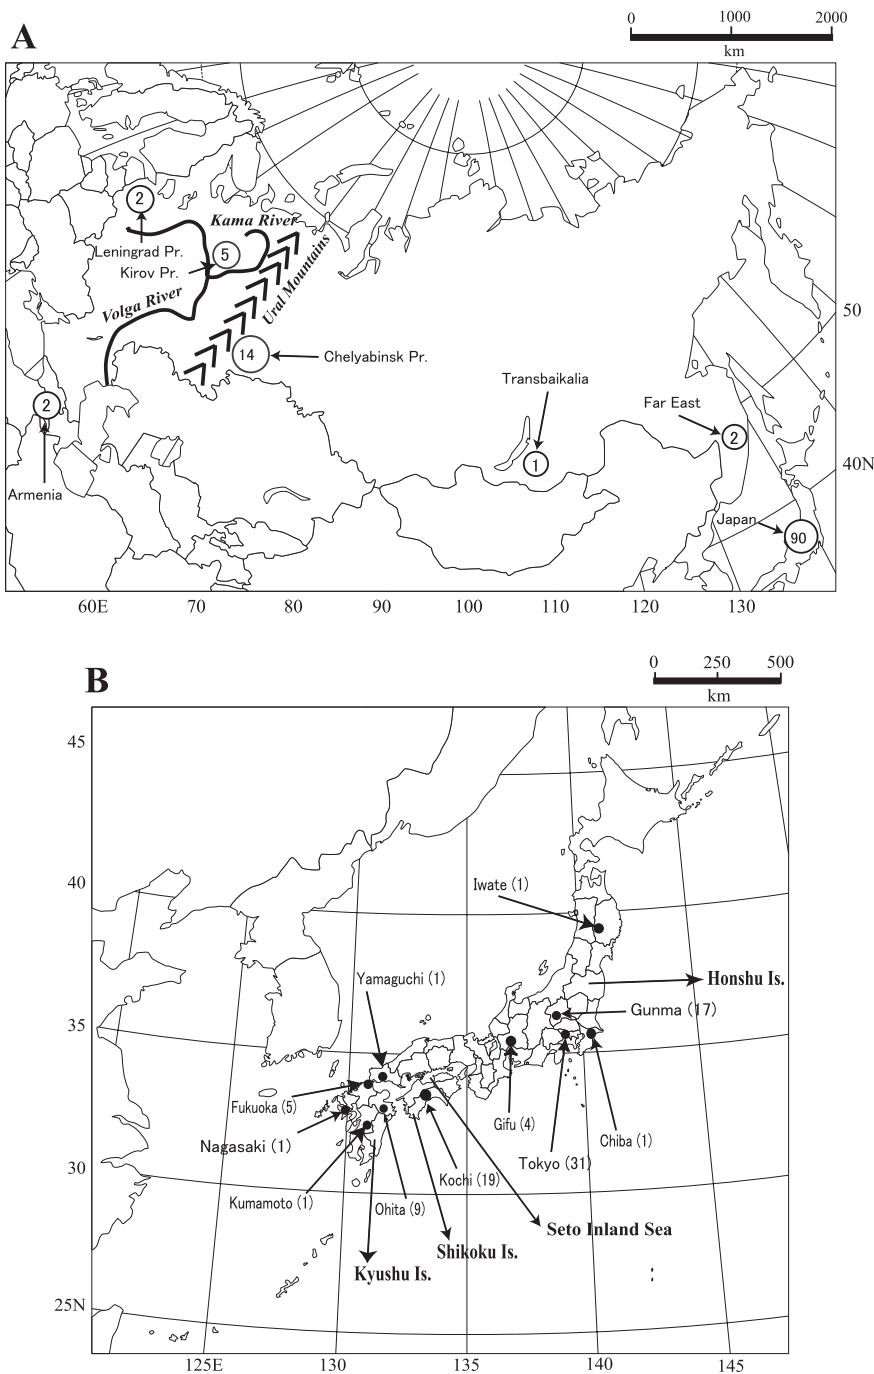 A
0 1000 2000
km
2
Kama River
Leningrad Pr.
5
Kirov Pr.
Ural Mountains
Volga River
50
14
Chelyabinsk Pr.
Transbaikalia
2
Far East
2
1
40N
Armenia
Japan
90
60E 70 80 90 100 110 120 130
B
0 250 500
km
45
40
Iwate (1)
Yamaguchi (1)
Honshu Is.
Gunma (17)
35
Fukuoka (5)
Gifu (4)
Chiba (1)
Nagasaki (1)
Tokyo (31)
30
Kochi (19)
Kumamoto (1)
Ohita (9)
Seto Inland Sea
Shikoku Is.
Kyushu Is.
25N
125E 130 135 140 145